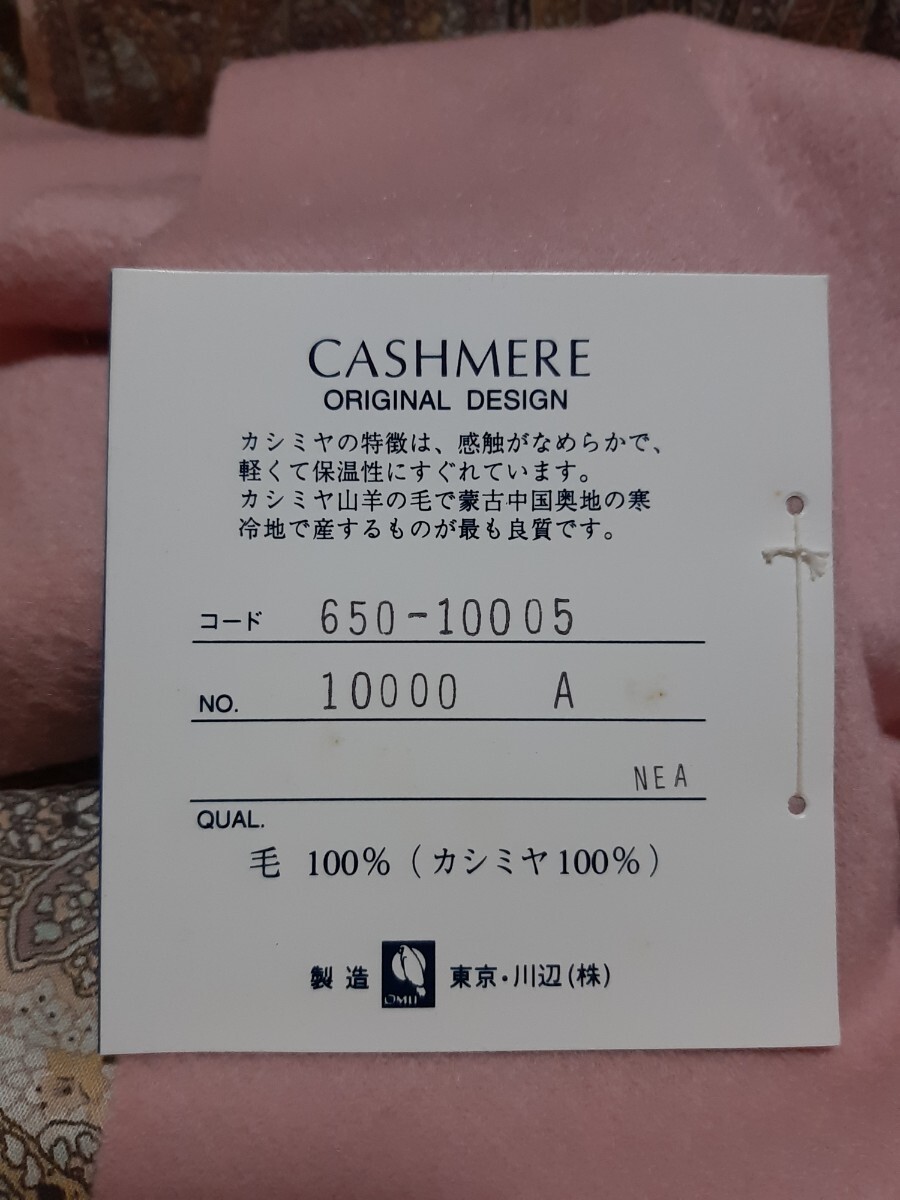 CASHMERE
ORIGINAL DESIGN
カシミヤの特徴は、感触がなめらかで、
軽くて保温性にすぐれています。
カシミヤ山羊の毛で蒙古中国奥地の寒
冷地で産するものが最も良質です。
コード 650-10005
NO. 10000 A
NEA
QUAL.
毛 100% (カシミヤ100%)
製造 東京・川辺(株)